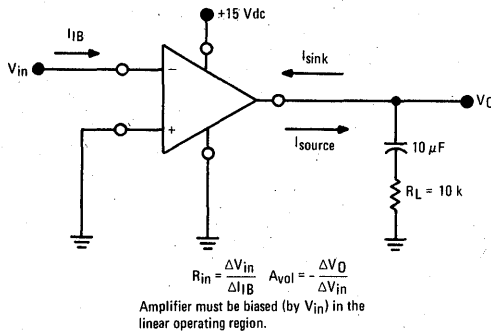 +15 Vdc
IIB
Isink
Vin
−
VO
+
Isource
10 μF
RL = 10 k
Rin = ΔVin/ΔIIB Avol = - ΔVO/ΔVin
Amplifier must be biased (by Vin) in the
linear operating region.